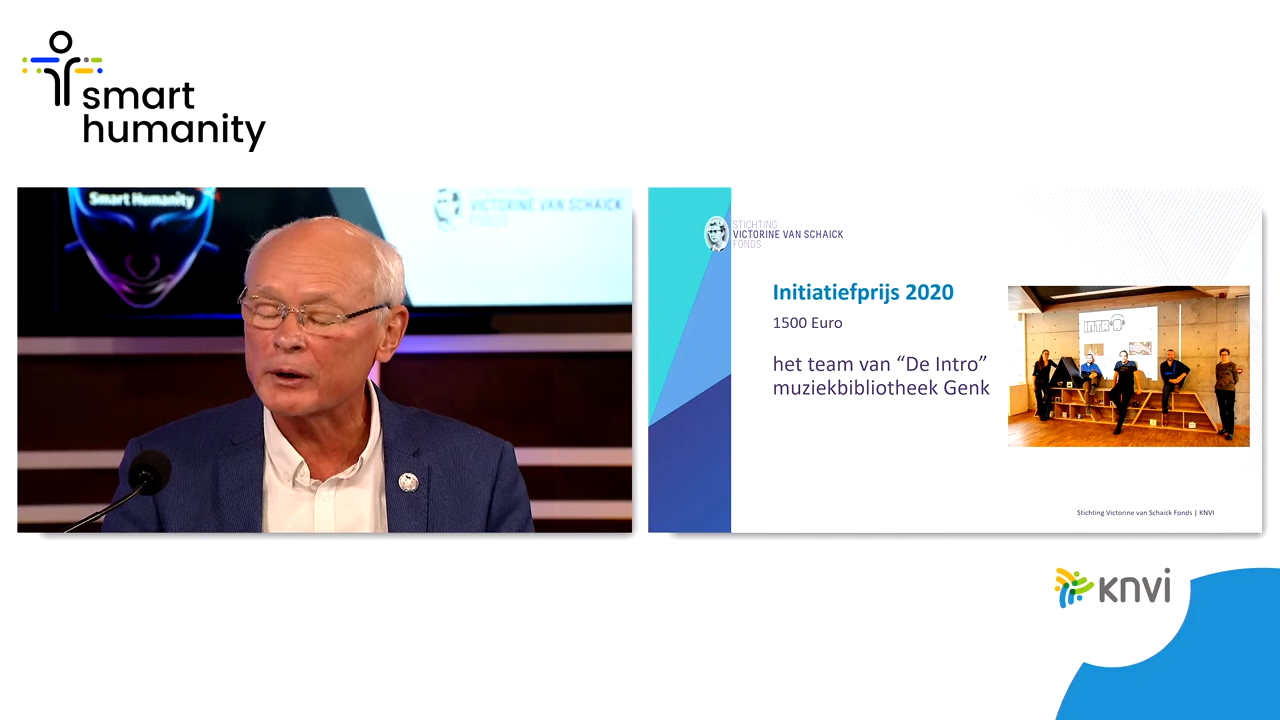 smart
humanity
Smart Humanity
STICHTING
VICTORINE VAN SCHAICK
FONDS
STICHTING
VICTORINE VAN SCHAICK
FONDS
Initiatiefprijs 2020
1500 Euro
het team van “De Intro”
muziekbibliotheek Genk
INTRO
Stichting Victorine van Schaick Fonds | KNVI
knvi